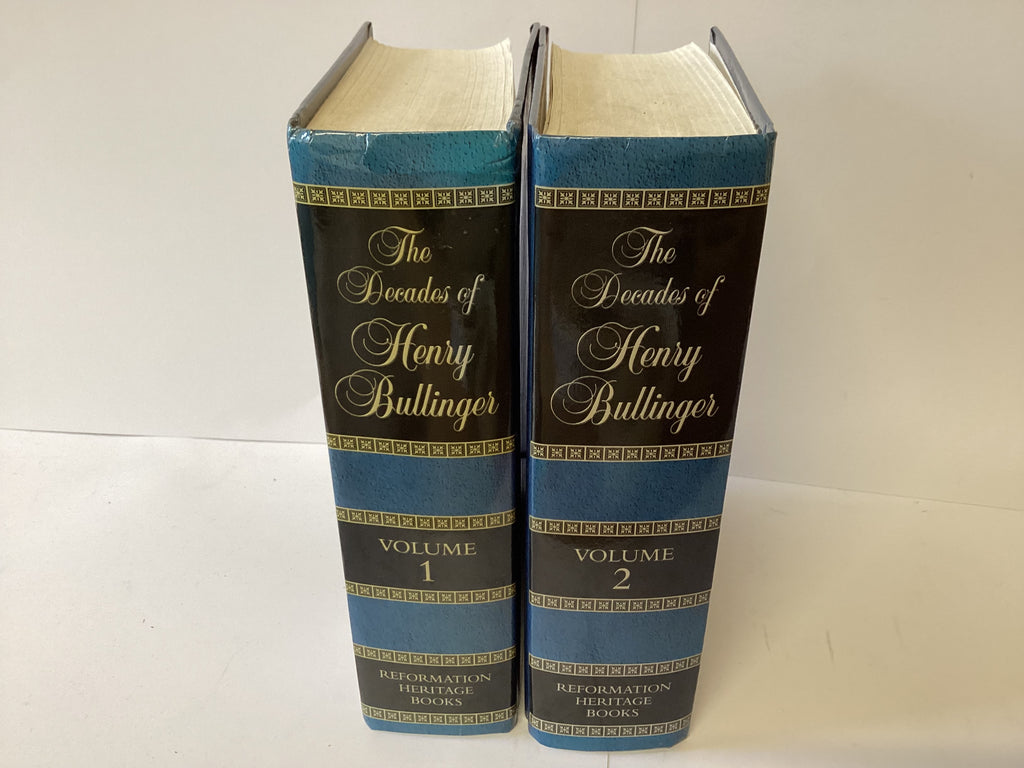 The
Decades of
Henry
Bullinger
VOLUME
1
REFORMATION
HERITAGE
BOOKS
The
Decades of
Henry
Bullinger
VOLUME
2
REFORMATION
HERITAGE
BOOKS